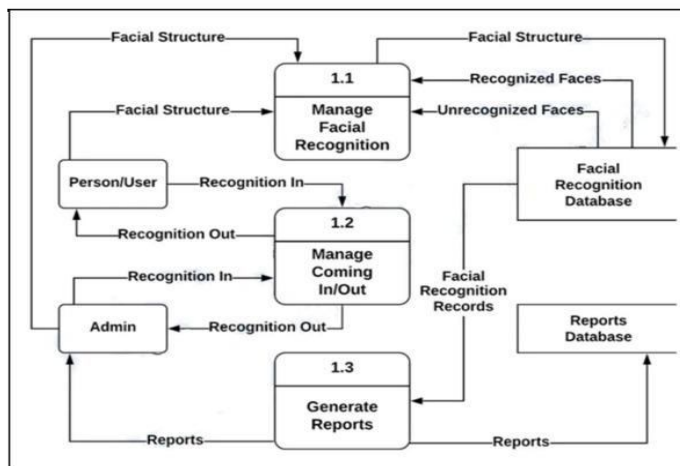 Facial Structure
Facial Structure
1.1
Recognized Faces
Facial Structure
Manage
Facial
Recognition
Unrecognized Faces
Person/User
Recognition In
Facial
Recognition
Database
Recognition Out
1.2
Manage
Coming
In/Out
Recognition In
Facial
Recognition
Records
Admin
Recognition Out
Reports
Database
1.3
Generate
Reports
Reports
Reports